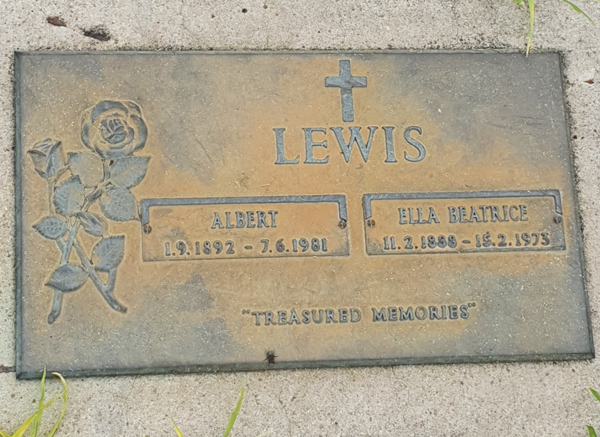 LEWIS
ALBERT
1.9.1892 - 7.6.1981
ELLA BEATRICE
11.2.1888 - 15.2.1973
"TREASURED MEMORIES"